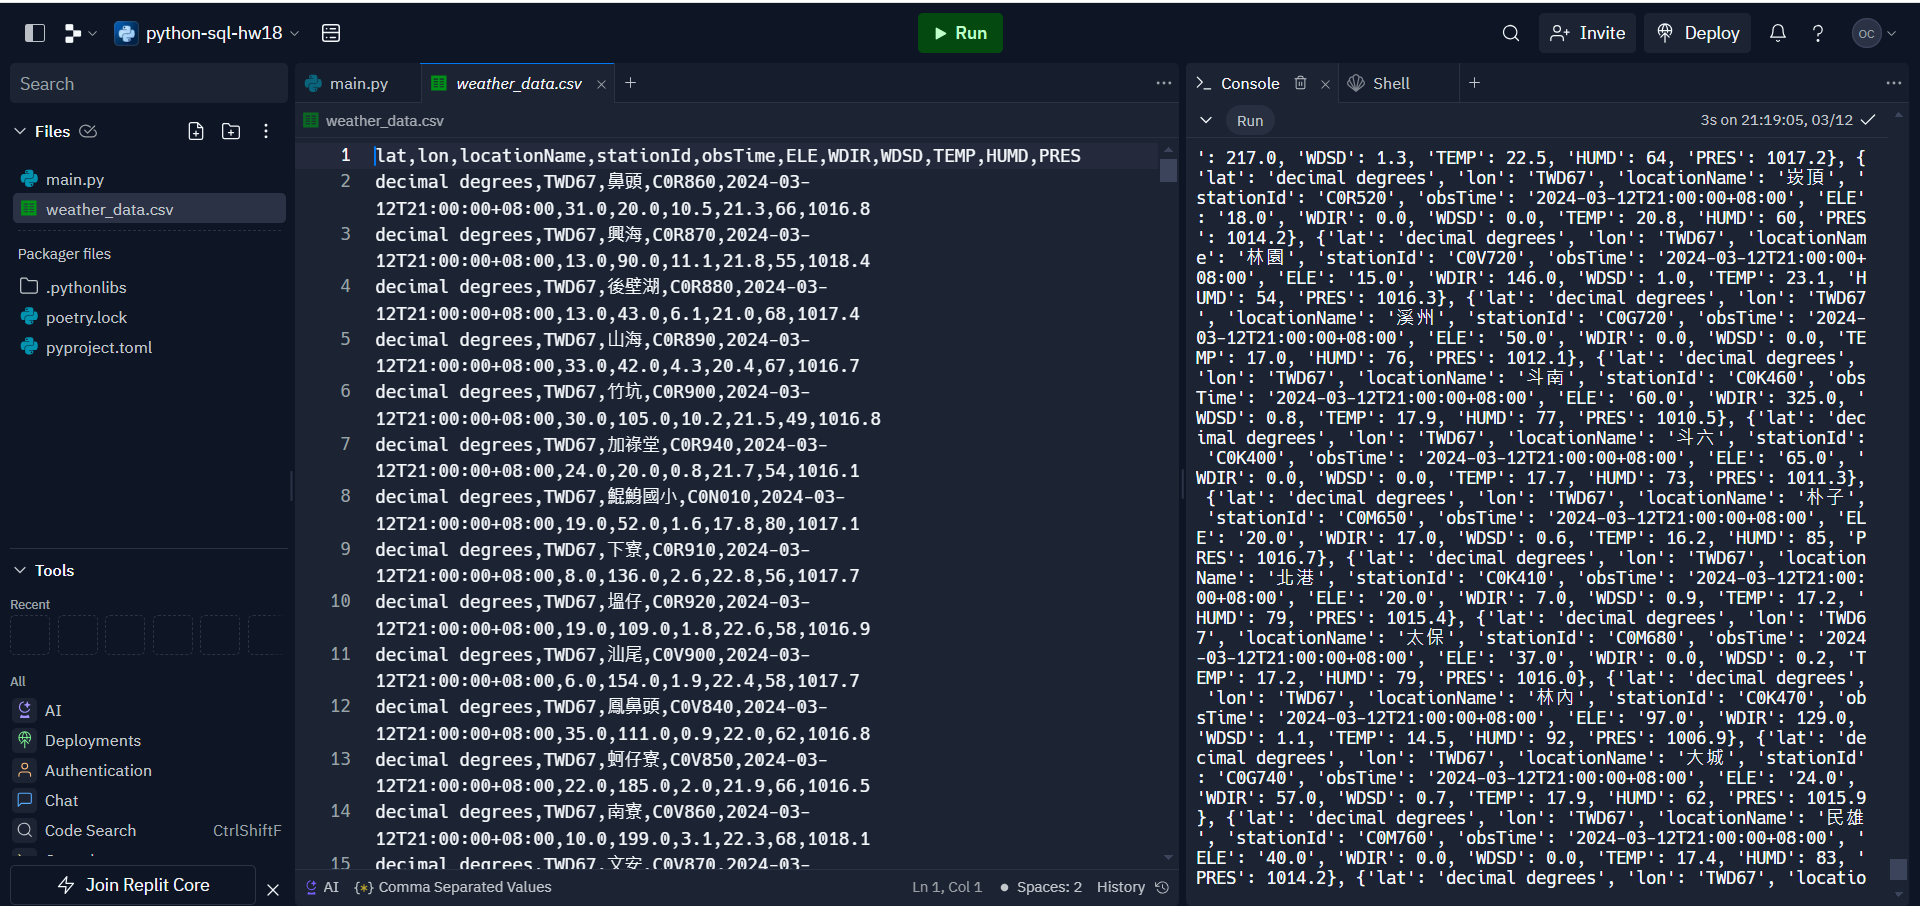 python-sql-hw18
Run
Invite
Deploy
OC
Search
Files
main.py
weather_data.csv
Packager files
.pythonlibs
poetry.lock
pyproject.toml
Tools
Recent
All
AI
Deployments
Authentication
Chat
Code Search CtrlShiftF
Join Replit Core
main.py
weather_data.csv
weather_data.csv
1 lat,lon,locationName,stationId,obsTime,ELE,WDIR,WDSD,TEMP,HUMD,PRES
2 decimal degrees,TWD67,鼻頭,C0R860,2024-03-
12T21:00:00+08:00,31.0,20.0,10.5,21.3,66,1016.8
3 decimal degrees,TWD67,興海,C0R870,2024-03-
12T21:00:00+08:00,13.0,90.0,11.1,21.8,55,1018.4
4 decimal degrees,TWD67,後壁湖,C0R880,2024-03-
12T21:00:00+08:00,13.0,43.0,6.1,21.0,68,1017.4
5 decimal degrees,TWD67,山海,C0R890,2024-03-
12T21:00:00+08:00,33.0,42.0,4.3,20.4,67,1016.7
6 decimal degrees,TWD67,竹坑,C0R900,2024-03-
12T21:00:00+08:00,30.0,105.0,10.2,21.5,49,1016.8
7 decimal degrees,TWD67,加祿堂,C0R940,2024-03-
12T21:00:00+08:00,24.0,20.0,0.8,21.7,54,1016.1
8 decimal degrees,TWD67,鯤鯓國小,C0N010,2024-03-
12T21:00:00+08:00,19.0,52.0,1.6,17.8,80,1017.1
9 decimal degrees,TWD67,下寮,C0R910,2024-03-
12T21:00:00+08:00,8.0,136.0,2.6,22.8,56,1017.7
10 decimal degrees,TWD67,塭仔,C0R920,2024-03-
12T21:00:00+08:00,19.0,109.0,1.8,22.6,58,1016.9
11 decimal degrees,TWD67,汕尾,C0V900,2024-03-
12T21:00:00+08:00,6.0,154.0,1.9,22.4,58,1017.7
12 decimal degrees,TWD67,鳳鼻頭,C0V840,2024-03-
12T21:00:00+08:00,35.0,111.0,0.9,22.0,62,1016.8
13 decimal degrees,TWD67,蚵仔寮,C0V850,2024-03-
12T21:00:00+08:00,22.0,185.0,2.0,21.9,66,1016.5
14 decimal degrees,TWD67,南寮,C0V860,2024-03-
12T21:00:00+08:00,10.0,199.0,3.1,22.3,68,1018.1
15 decimal degrees,TWD67,文安,C0V870,2024-03-
AI {*} Comma Separated Values Ln 1, Col 1 Spaces: 2 History
Console
Shell
Run 3s on 21:19:05, 03/12
': 217.0, 'WDSD': 1.3, 'TEMP': 22.5, 'HUMD': 64, 'PRES': 1017.2}, {
'lat': 'decimal degrees', 'lon': 'TWD67', 'locationName': '崁頂', '
stationId': 'C0R520', 'obsTime': '2024-03-12T21:00:00+08:00', 'ELE'
: '18.0', 'WDIR': 0.0, 'WDSD': 0.0, 'TEMP': 20.8, 'HUMD': 60, 'PRES
': 1014.2}, {'lat': 'decimal degrees', 'lon': 'TWD67', 'locationNam
e': '林園', 'stationId': 'C0V720', 'obsTime': '2024-03-12T21:00:00+
08:00', 'ELE': '15.0', 'WDIR': 146.0, 'WDSD': 1.0, 'TEMP': 23.1, 'H
UMD': 54, 'PRES': 1016.3}, {'lat': 'decimal degrees', 'lon': 'TWD67
', 'locationName': '溪州', 'stationId': 'C0G720', 'obsTime': '2024-
03-12T21:00:00+08:00', 'ELE': '50.0', 'WDIR': 0.0, 'WDSD': 0.0, 'TE
MP': 17.0, 'HUMD': 76, 'PRES': 1012.1}, {'lat': 'decimal degrees',
'lon': 'TWD67', 'locationName': '斗南', 'stationId': 'C0K460', 'obs
Time': '2024-03-12T21:00:00+08:00', 'ELE': '60.0', 'WDIR': 325.0, '
WDSD': 0.8, 'TEMP': 17.9, 'HUMD': 77, 'PRES': 1010.5}, {'lat': 'dec
imal degrees', 'lon': 'TWD67', 'locationName': '斗六', 'stationId':
'C0K400', 'obsTime': '2024-03-12T21:00:00+08:00', 'ELE': '65.0', '
WDIR': 0.0, 'WDSD': 0.0, 'TEMP': 17.7, 'HUMD': 73, 'PRES': 1011.3},
{'lat': 'decimal degrees', 'lon': 'TWD67', 'locationName': '朴子',
'stationId': 'C0M650', 'obsTime': '2024-03-12T21:00:00+08:00', 'EL
E': '20.0', 'WDIR': 17.0, 'WDSD': 0.6, 'TEMP': 16.2, 'HUMD': 85, 'P
RES': 1016.7}, {'lat': 'decimal degrees', 'lon': 'TWD67', 'location
Name': '北港', 'stationId': 'C0K410', 'obsTime': '2024-03-12T21:00:
00+08:00', 'ELE': '20.0', 'WDIR': 7.0, 'WDSD': 0.9, 'TEMP': 17.2, '
HUMD': 79, 'PRES': 1015.4}, {'lat': 'decimal degrees', 'lon': 'TWD6
7', 'locationName': '太保', 'stationId': 'C0M680', 'obsTime': '2024
-03-12T21:00:00+08:00', 'ELE': '37.0', 'WDIR': 0.0, 'WDSD': 0.2, 'T
EMP': 17.2, 'HUMD': 79, 'PRES': 1016.0}, {'lat': 'decimal degrees',
'lon': 'TWD67', 'locationName': '林內', 'stationId': 'C0K470', 'ob
sTime': '2024-03-12T21:00:00+08:00', 'ELE': '97.0', 'WDIR': 129.0,
'WDSD': 1.1, 'TEMP': 14.5, 'HUMD': 92, 'PRES': 1006.9}, {'lat': 'de
cimal degrees', 'lon': 'TWD67', 'locationName': '大城', 'stationId'
: 'C0G740', 'obsTime': '2024-03-12T21:00:00+08:00', 'ELE': '24.0',
'WDIR': 57.0, 'WDSD': 0.7, 'TEMP': 17.9, 'HUMD': 62, 'PRES': 1015.9
}, {'lat': 'decimal degrees', 'lon': 'TWD67', 'locationName': '民雄
', 'stationId': 'C0M760', 'obsTime': '2024-03-12T21:00:00+08:00', '
ELE': '40.0', 'WDIR': 0.0, 'WDSD': 0.0, 'TEMP': 17.4, 'HUMD': 83, '
PRES': 1014.2}, {'lat': 'decimal degrees', 'lon': 'TWD67', 'locatio